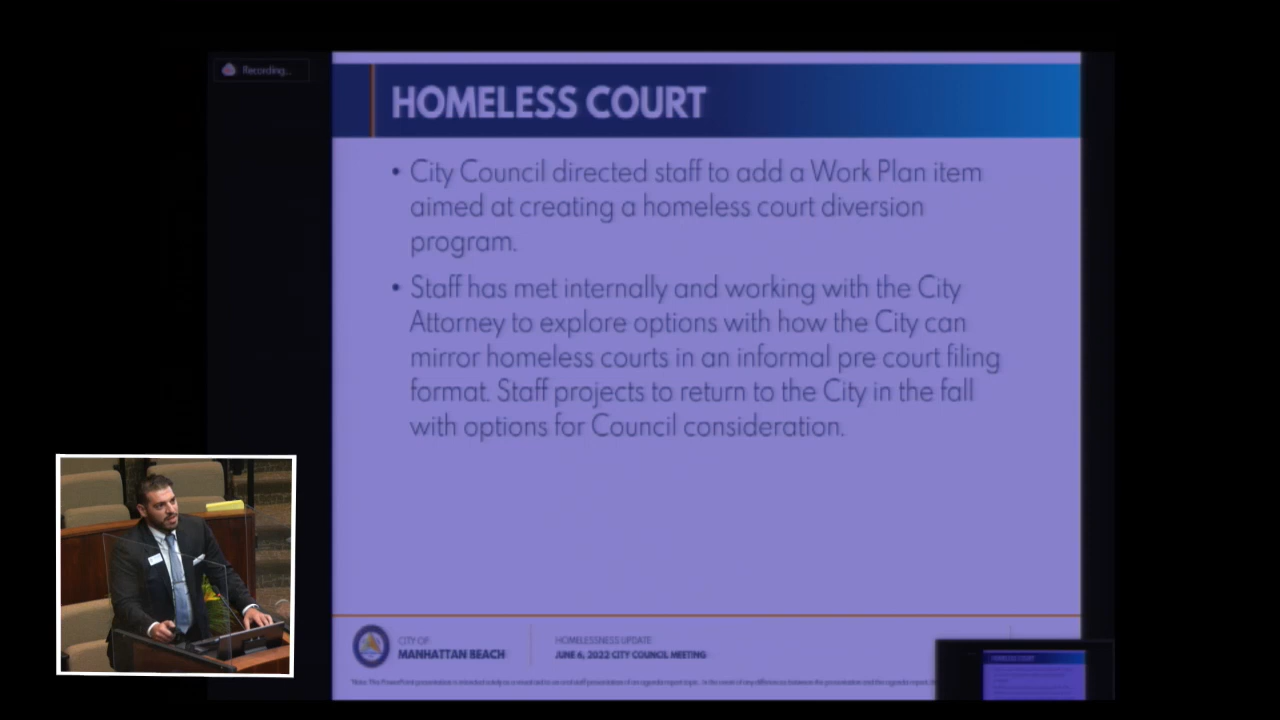 Recording...
HOMELESS COURT
• City Council directed staff to add a Work Plan item
aimed at creating a homeless court diversion
program.
• Staff has met internally and working with the City
Attorney to explore options with how the City can
mirror homeless courts in an informal pre court filing
format. Staff projects to return to the City in the fall
with options for Council consideration.
CITY OF
MANHATTAN BEACH
HOMELESSNESS UPDATE
JUNE 6, 2022 CITY COUNCIL MEETING
HOMELESS COURT